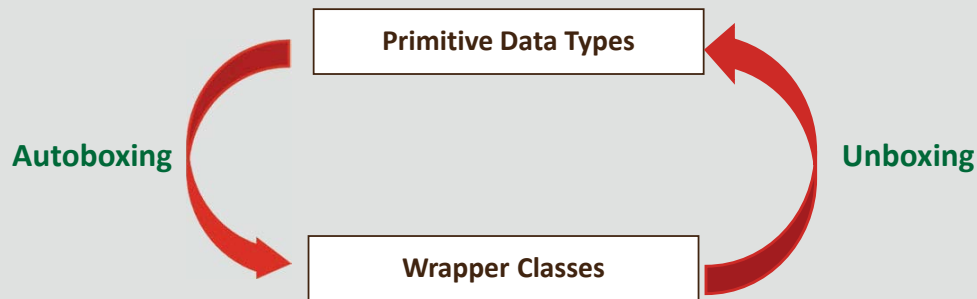 Primitive Data Types
Autoboxing
Unboxing
Wrapper Classes